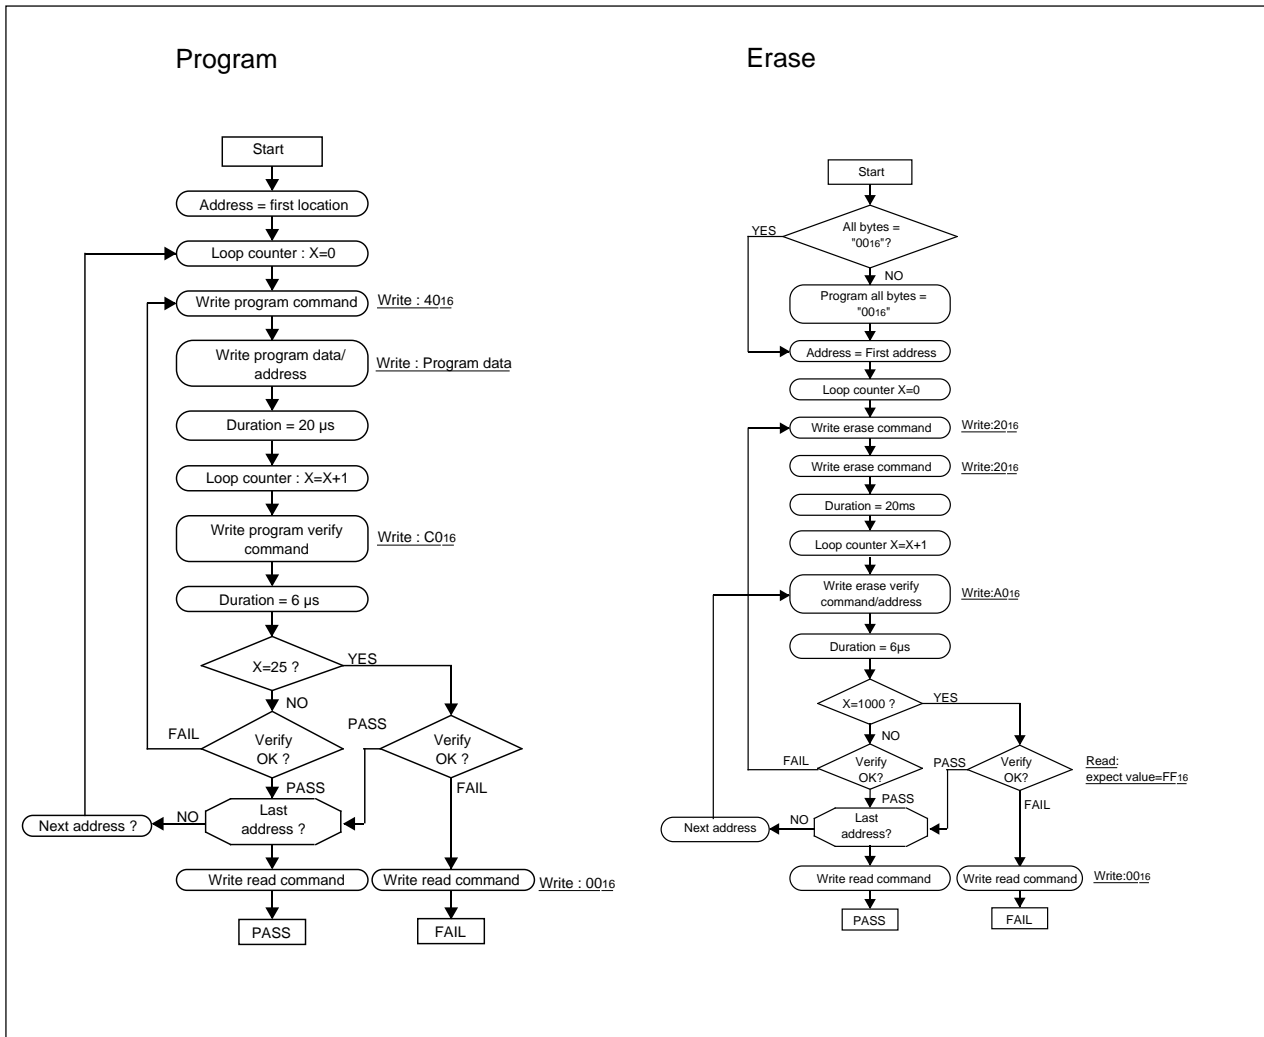 Program
Start
Address = first location
Loop counter : X=0
Write program command
Write : 4016
Write program data/
address
Write : Program data
Duration = 20 µs
Loop counter : X=X+1
Write program verify
command
Write : C016
Duration = 6 µs
X=25 ?
YES
NO
FAIL
Verify
OK ?
PASS
PASS
Verify
OK ?
FAIL
Last
address ?
NO
Next address ?
Write read command
Write read command
Write : 0016
PASS
FAIL
Erase
Start
All bytes =
"0016"?
YES
NO
Program all bytes =
"0016"
Address = First address
Loop counter X=0
Write erase command
Write:2016
Write erase command
Write:2016
Duration = 20ms
Loop counter X=X+1
Write erase verify
command/address
Write:A016
Duration = 6µs
X=1000 ?
YES
NO
FAIL
Verify
OK?
PASS
PASS
Verify
OK?
FAIL
Read:
expect value=FF16
Last
address?
NO
Next address
Write read command
Write read command
Write:0016
PASS
FAIL